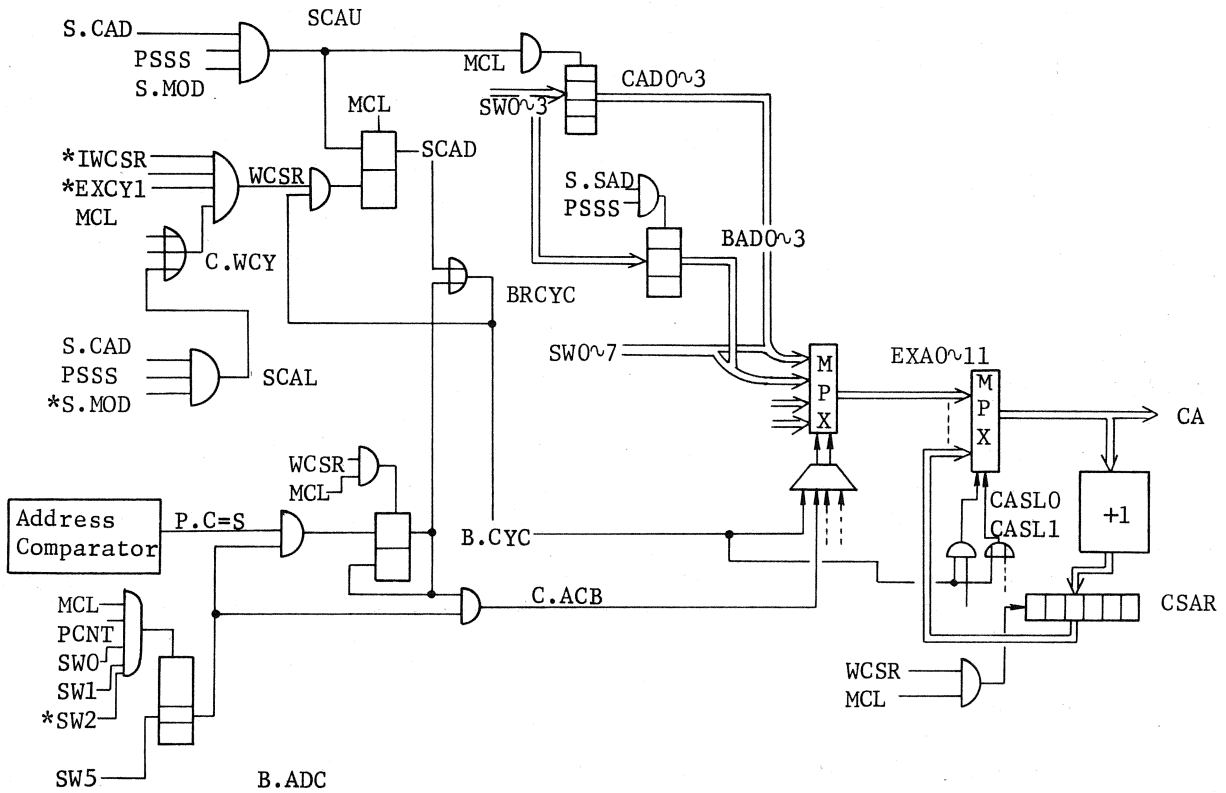 SCAU
S.CAD
PSSS
S.MOD
MCL
CAD0~3
SW0~3
MCL
SCAD
*IWCSR
*EXCY1
MCL
WCSR
S.SAD
PSSS
BAD0~3
C.WCY
BRCYC
S.CAD
PSSS
*S.MOD
SCAL
SW0~7
MPX
EXA0~11
MPX
CA
WCSR
MCL
CASL0
CASL1
+1
Address
Comparator
P.C=S
B.CYC
C.ACB
CSAR
MCL
PCNT
SW0
SW1
*SW2
WCSR
MCL
SW5
B.ADC